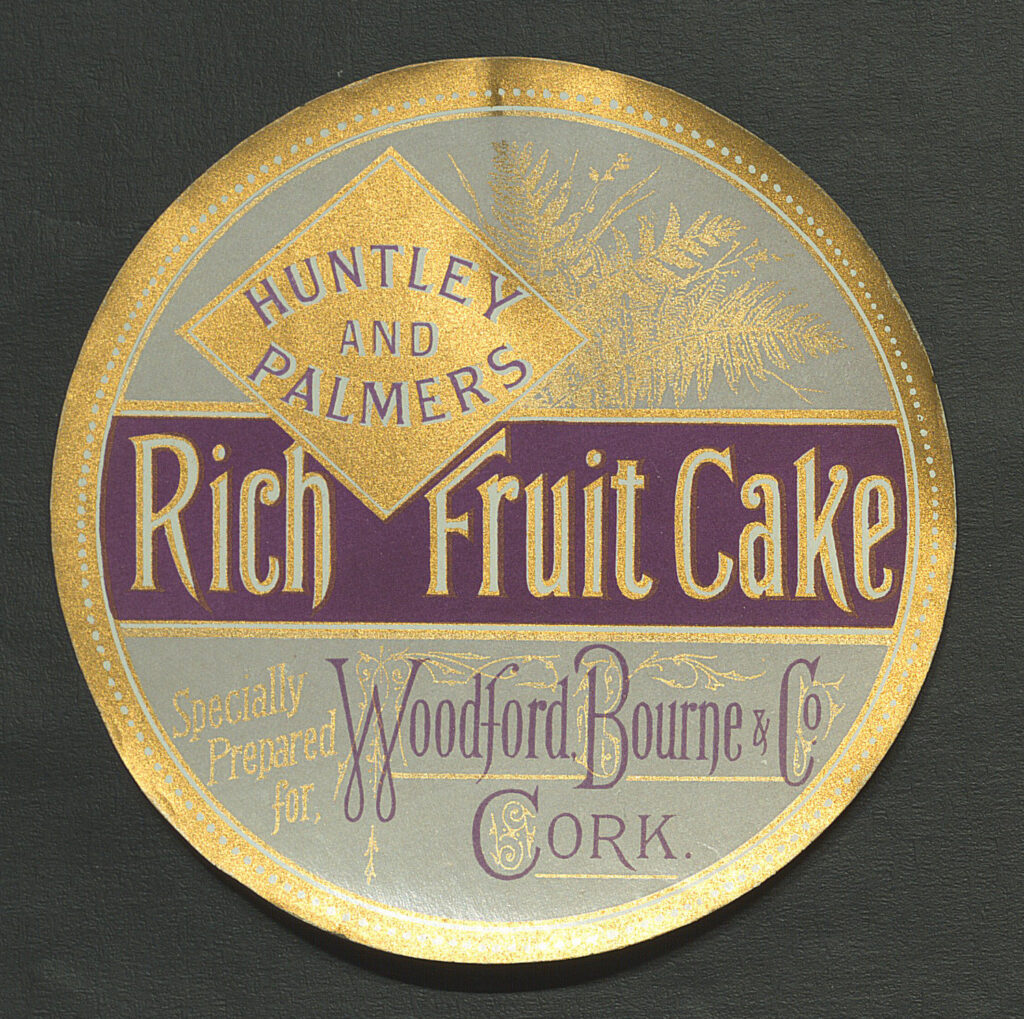 HUNTLEY
AND
PALMERS
Rich Fruit Cake
Specially
Prepared
for,
Woodford, Bourne & Co.
CORK.